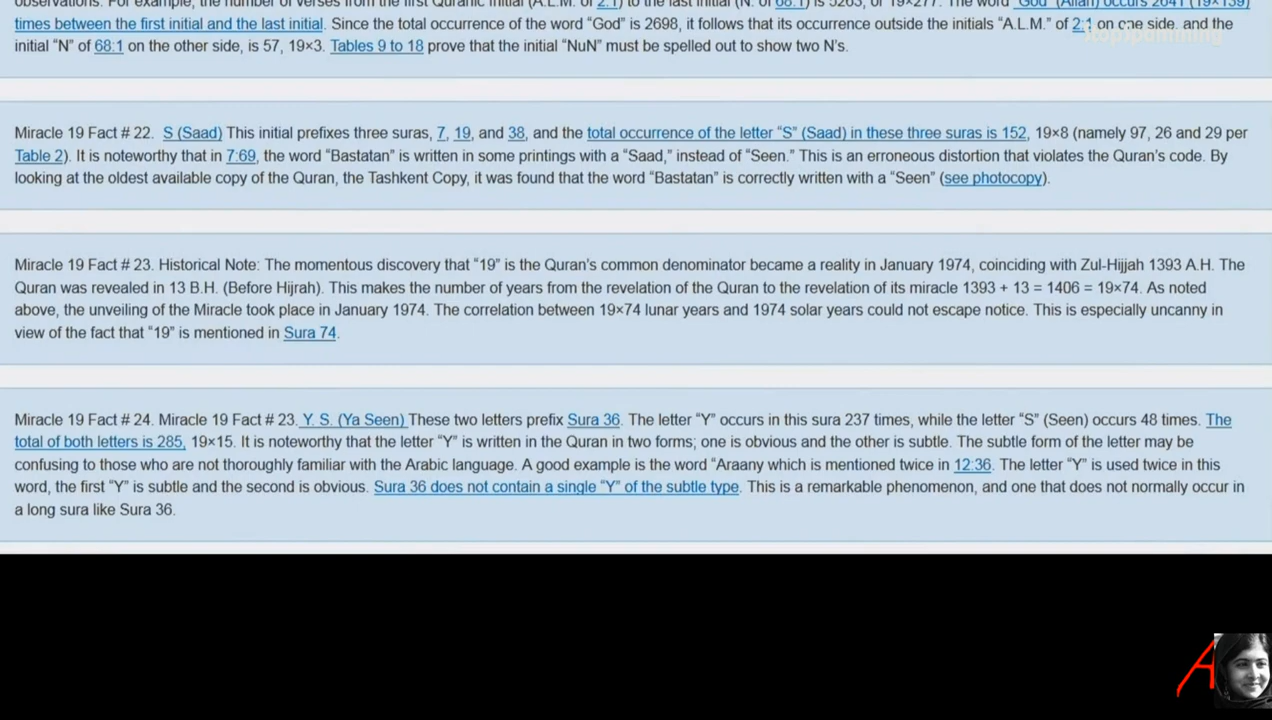 observations. For example, the number of verses from the first Quranic initial (A.L.M. of 2:1) to the last initial (N. of 68:1) is 5263, or 19×277. The word "God" (Allah) occurs 2641 (19×139)
times between the first initial and the last initial. Since the total occurrence of the word “God” is 2698, it follows that its occurrence outside the initials “A.L.M.” of 2:1 on one side, and the
initial “N” of 68:1 on the other side, is 57, 19×3. Tables 9 to 18 prove that the initial “NuN” must be spelled out to show two N’s.
Miracle 19 Fact # 22. S (Saad) This initial prefixes three suras, 7, 19, and 38, and the total occurrence of the letter “S” (Saad) in these three suras is 152, 19×8 (namely 97, 26 and 29 per
Table 2). It is noteworthy that in 7:69, the word “Bastatan” is written in some printings with a “Saad,” instead of “Seen.” This is an erroneous distortion that violates the Quran’s code. By
looking at the oldest available copy of the Quran, the Tashkent Copy, it was found that the word “Bastatan” is correctly written with a “Seen” (see photocopy).
Miracle 19 Fact # 23. Historical Note: The momentous discovery that “19” is the Quran’s common denominator became a reality in January 1974, coinciding with Zul-Hijjah 1393 A.H. The
Quran was revealed in 13 B.H. (Before Hijrah). This makes the number of years from the revelation of the Quran to the revelation of its miracle 1393 + 13 = 1406 = 19×74. As noted
above, the unveiling of the Miracle took place in January 1974. The correlation between 19×74 lunar years and 1974 solar years could not escape notice. This is especially uncanny in
view of the fact that “19” is mentioned in Sura 74.
Miracle 19 Fact # 24. Miracle 19 Fact # 23. Y. S. (Ya Seen) These two letters prefix Sura 36. The letter “Y” occurs in this sura 237 times, while the letter “S” (Seen) occurs 48 times. The
total of both letters is 285, 19×15. It is noteworthy that the letter “Y” is written in the Quran in two forms; one is obvious and the other is subtle. The subtle form of the letter may be
confusing to those who are not thoroughly familiar with the Arabic language. A good example is the word “Araany which is mentioned twice in 12:36. The letter “Y” is used twice in this
word, the first “Y” is subtle and the second is obvious. Sura 36 does not contain a single “Y” of the subtle type. This is a remarkable phenomenon, and one that does not normally occur in
a long sura like Sura 36.
A